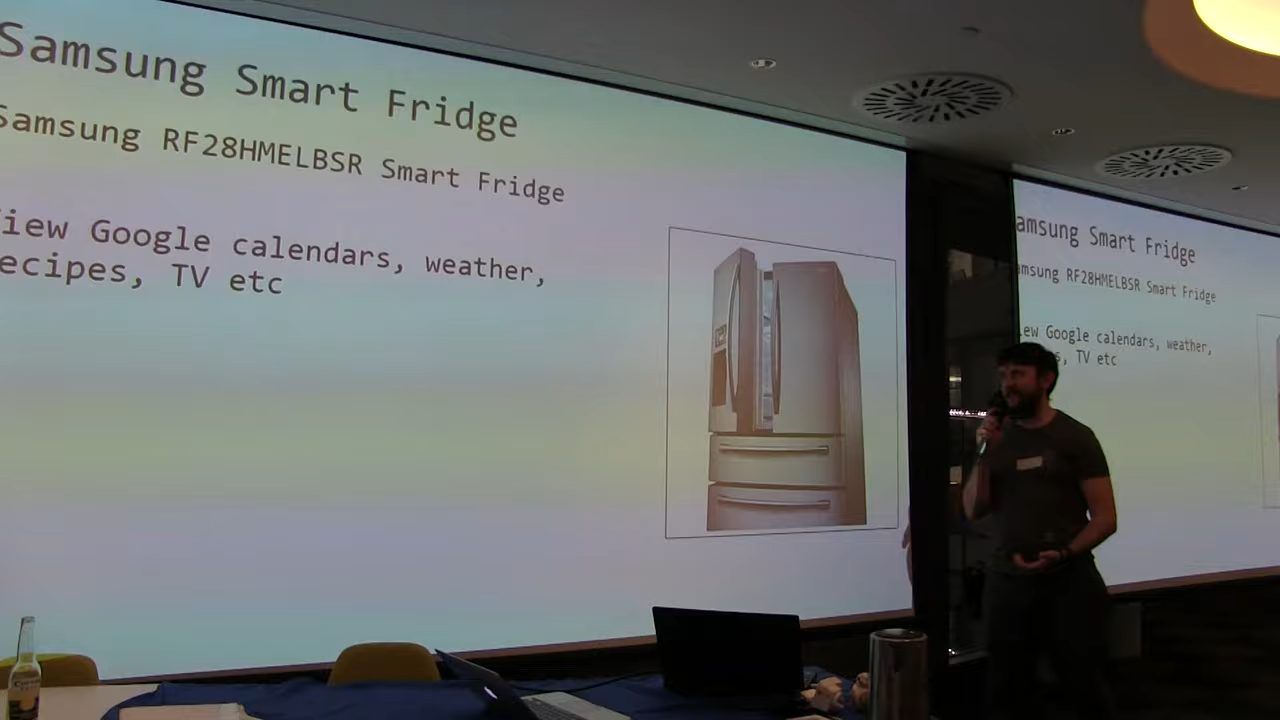 Samsung Smart Fridge
Samsung RF28HMELBSR Smart Fridge
iew Google calendars, weather,
ecipes, TV etc
amsung Smart Fridge
msung RF28HMELBSR Smart Fridge
ew Google calendars, weather,
s, TV etc